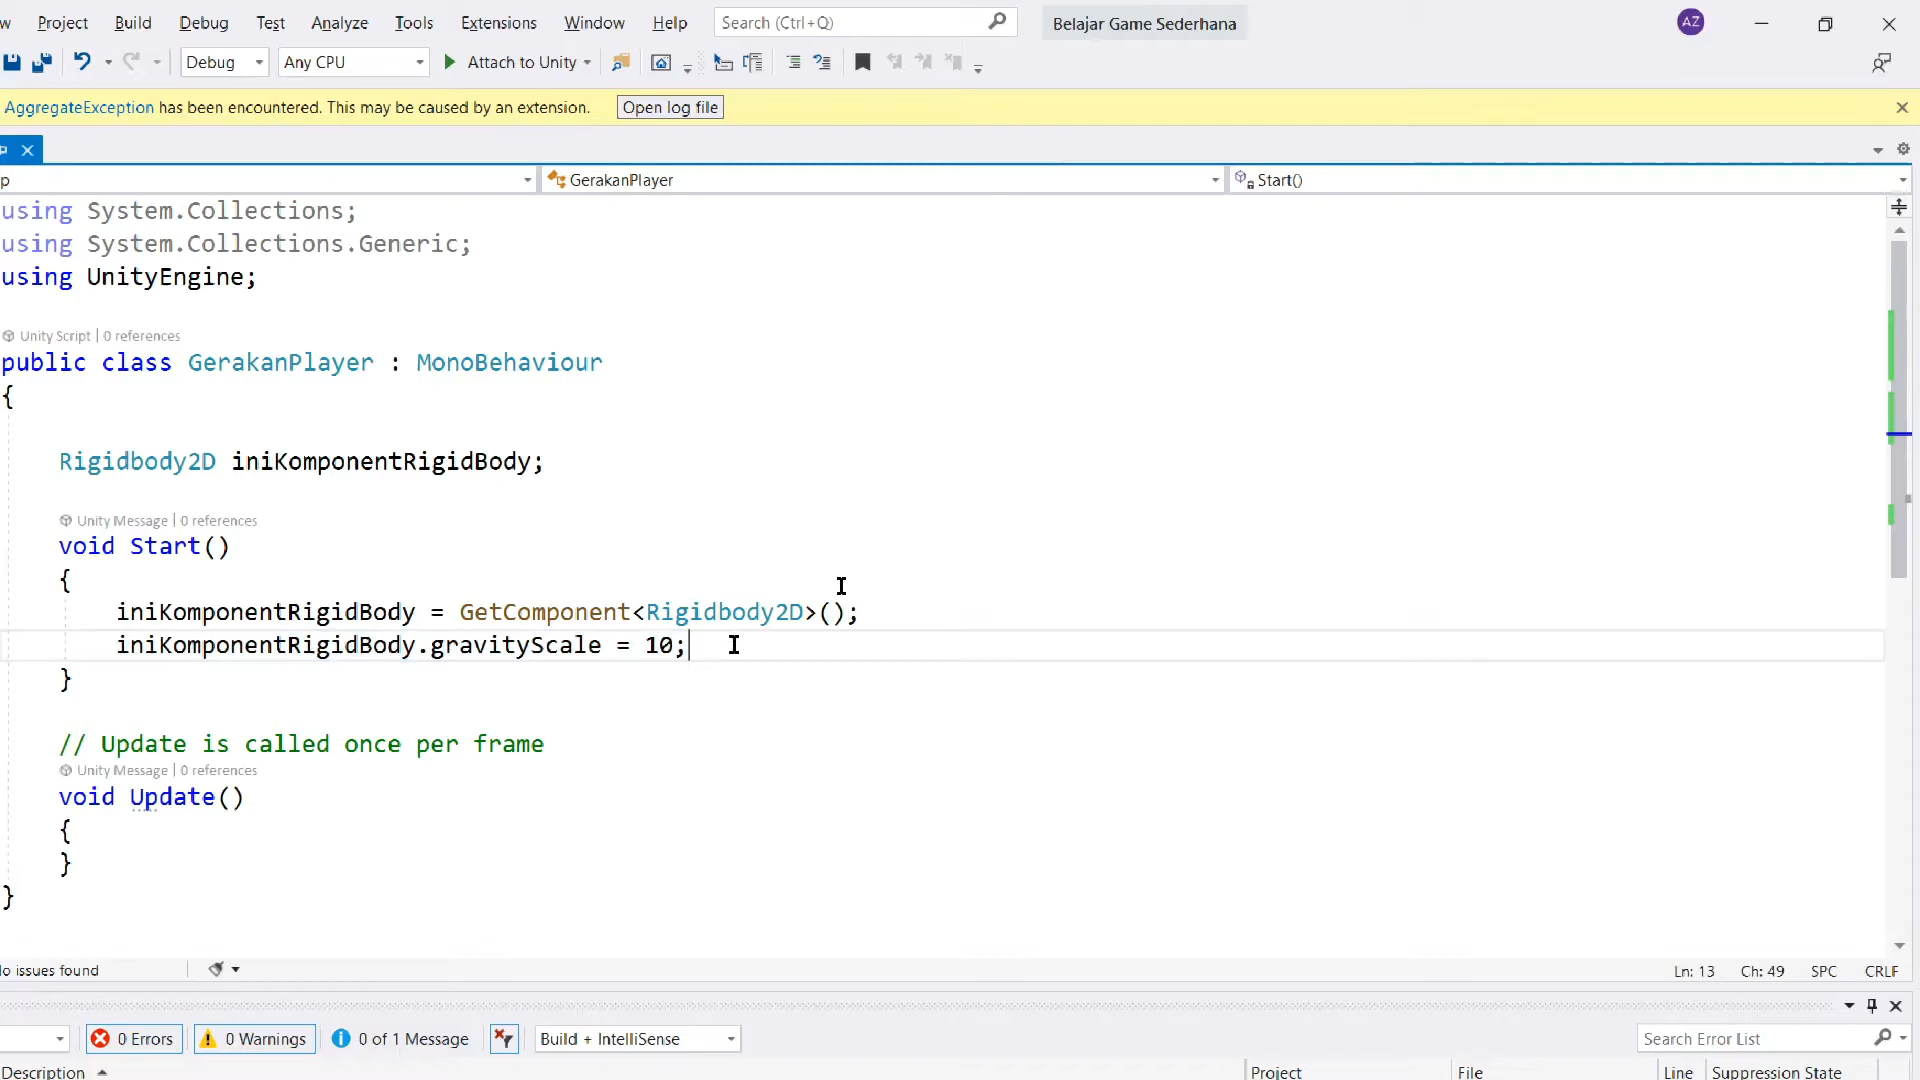 w Project Build Debug Test Analyze Tools Extensions Window Help Search (Ctrl+Q) Belajar Game Sederhana AZ
Debug Any CPU Attach to Unity
AggregateException has been encountered. This may be caused by an extension. Open log file
p GerakanPlayer Start()
using System.Collections;
using System.Collections.Generic;
using UnityEngine;
Unity Script | 0 references
public class GerakanPlayer : MonoBehaviour
{
Rigidbody2D iniKomponentRigidBody;
Unity Message | 0 references
void Start()
{
iniKomponentRigidBody = GetComponent<Rigidbody2D>();
iniKomponentRigidBody.gravityScale = 10;
}
// Update is called once per frame
Unity Message | 0 references
void Update()
{
}
}
o issues found Ln: 13 Ch: 49 SPC CRLF
0 Errors 0 Warnings 0 of 1 Message Build + IntelliSense Search Error List
Description Project File Line Suppression State